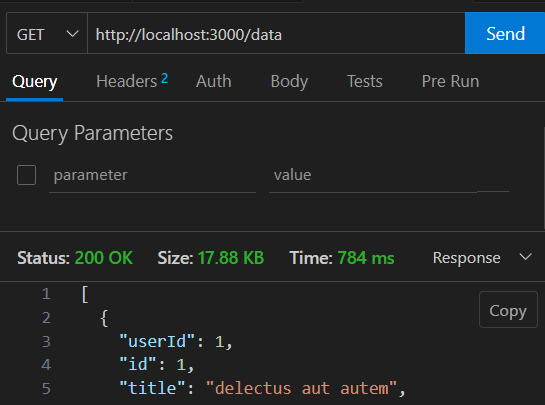 GET http://localhost:3000/data Send
Query Headers 2 Auth Body Tests Pre Run
Query Parameters
parameter value
Status: 200 OK Size: 17.88 KB Time: 784 ms Response
1 [
Copy
2 {
3 "userId": 1,
4 "id": 1,
5 "title": "delectus aut autem",